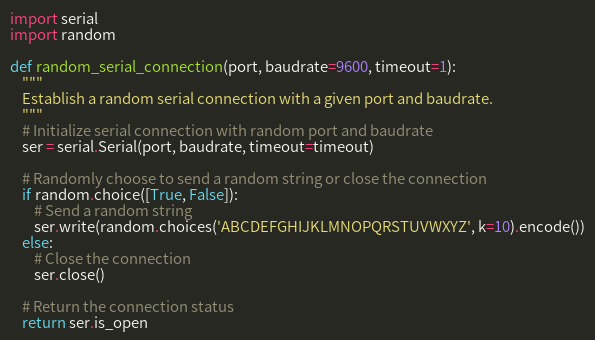 import serial
import random

def random_serial_connection(port, baudrate=9600, timeout=1):
    """
    Establish a random serial connection with a given port and baudrate.
    """
    # Initialize serial connection with random port and baudrate
    ser = serial.Serial(port, baudrate, timeout=timeout)

    # Randomly choose to send a random string or close the connection
    if random.choice([True, False]):
        # Send a random string
        ser.write(random.choices('ABCDEFGHIJKLMNOPQRSTUVWXYZ', k=10).encode())
    else:
        # Close the connection
        ser.close()

    # Return the connection status
    return ser.is_open